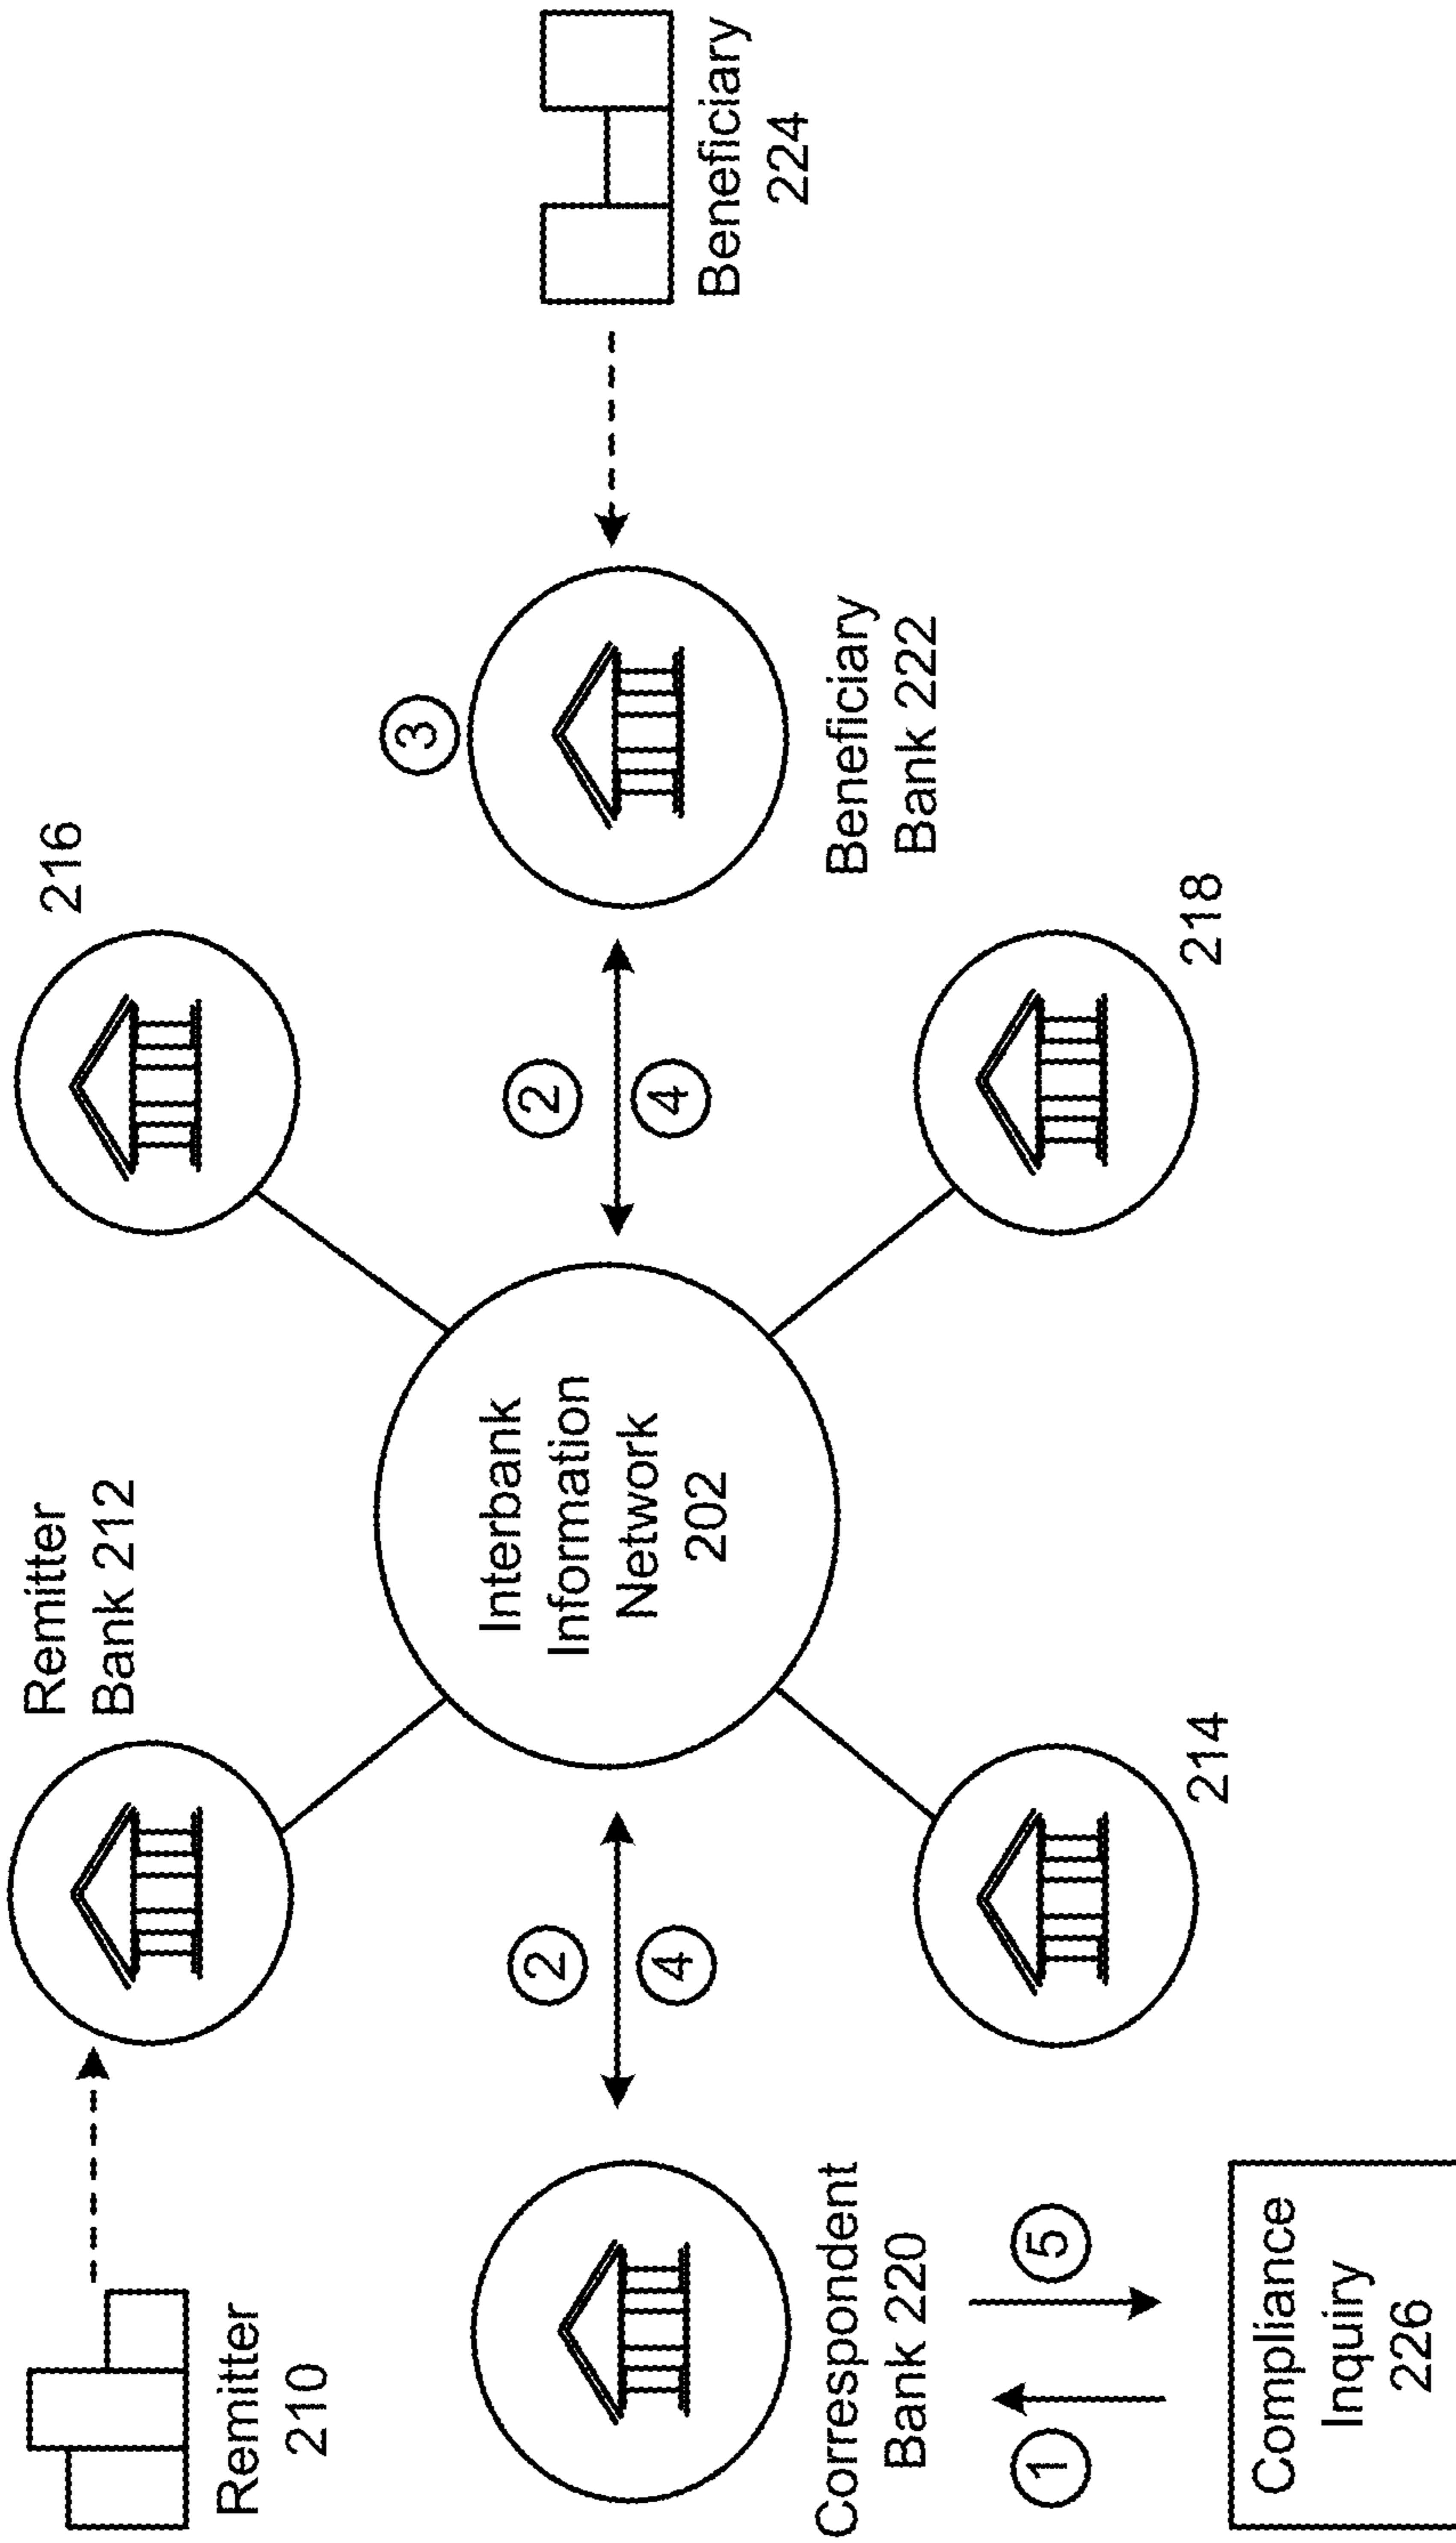 Remitter
210
Remitter
Bank 212
216
Interbank
Information
Network
202
2
4
2
4
3
Correspondent
Bank 220
Beneficiary
Bank 222
Beneficiary
224
1
5
Compliance
Inquiry
226
214
218